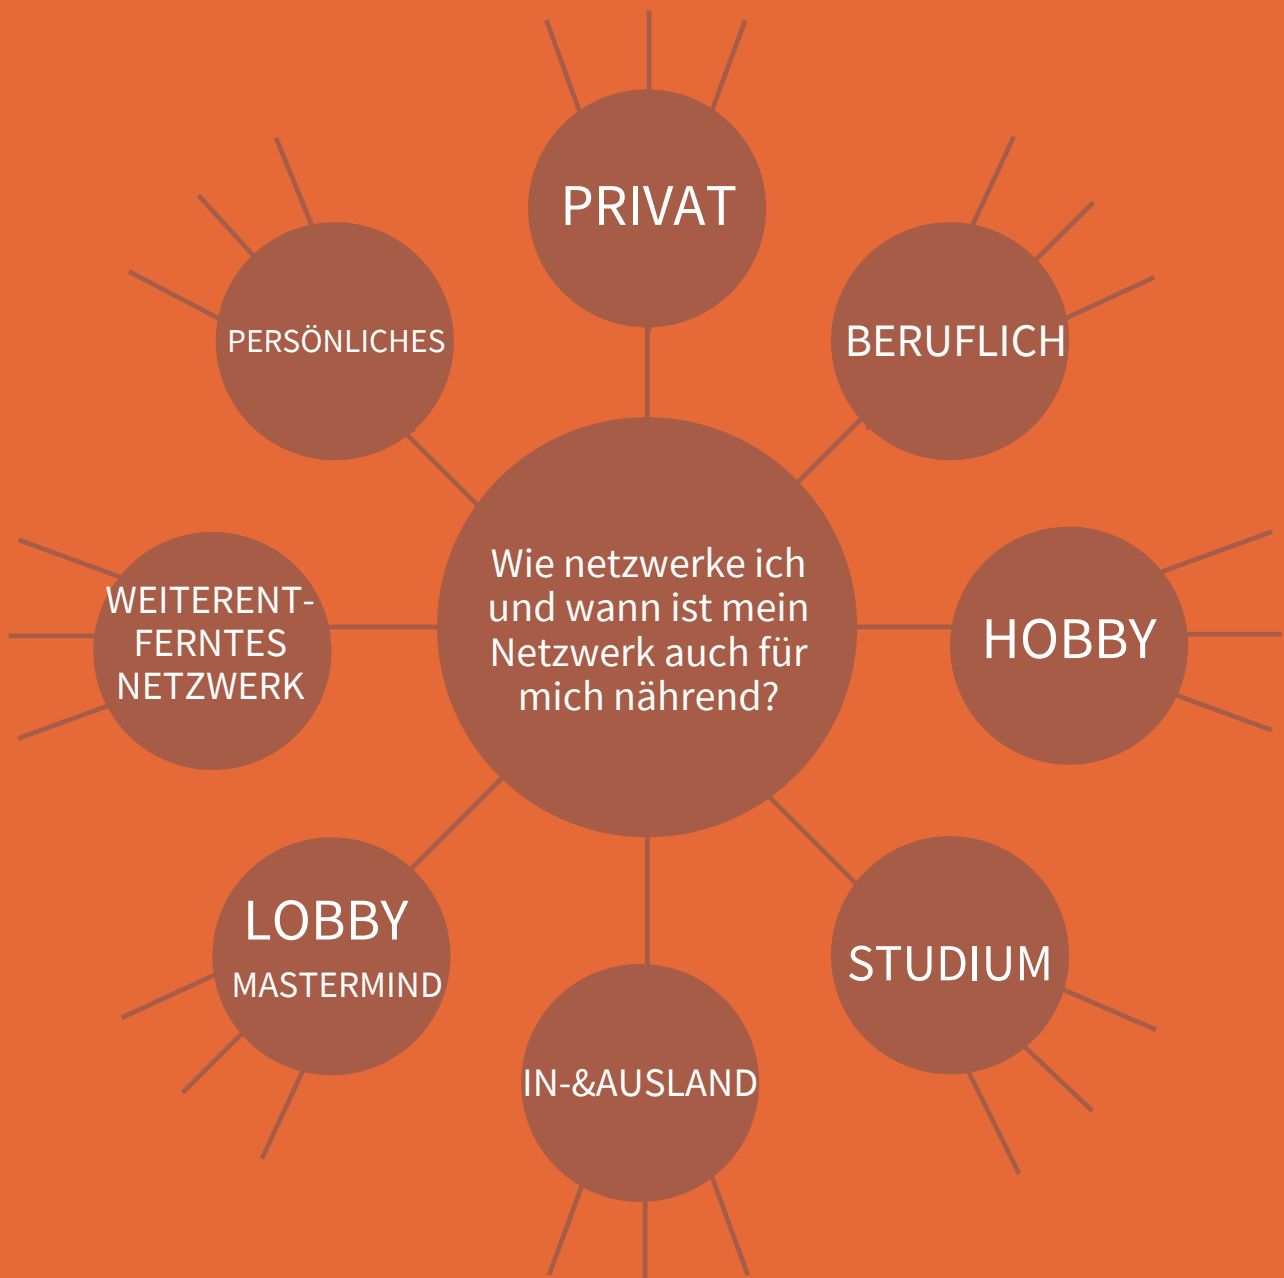 PRIVAT
BERUFLICH
PERSÖNLICHES
Wie netzwerke ich
und wann ist mein
Netzwerk auch für
mich nährend?
HOBBY
WEITERENT-
FERNTES
NETZWERK
LOBBY
MASTERMIND
STUDIUM
IN-&AUSLAND